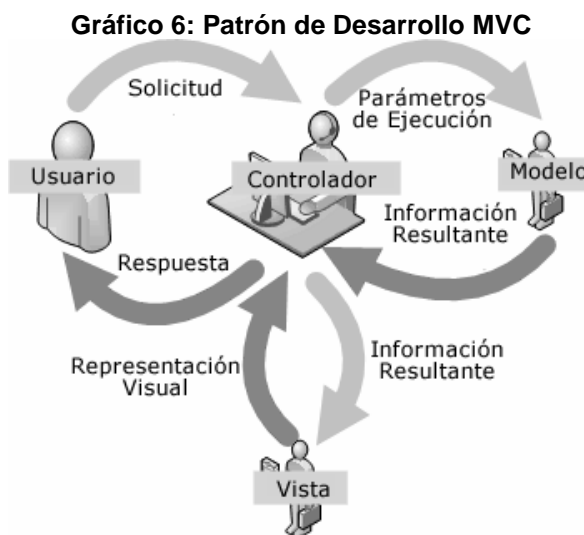 Gráfico 6: Patrón de Desarrollo MVC
Solicitud
Parámetros
de Ejecución
Usuario
Controlador
Modelo
Información
Resultante
Respuesta
Representación
Visual
Información
Resultante
Vista